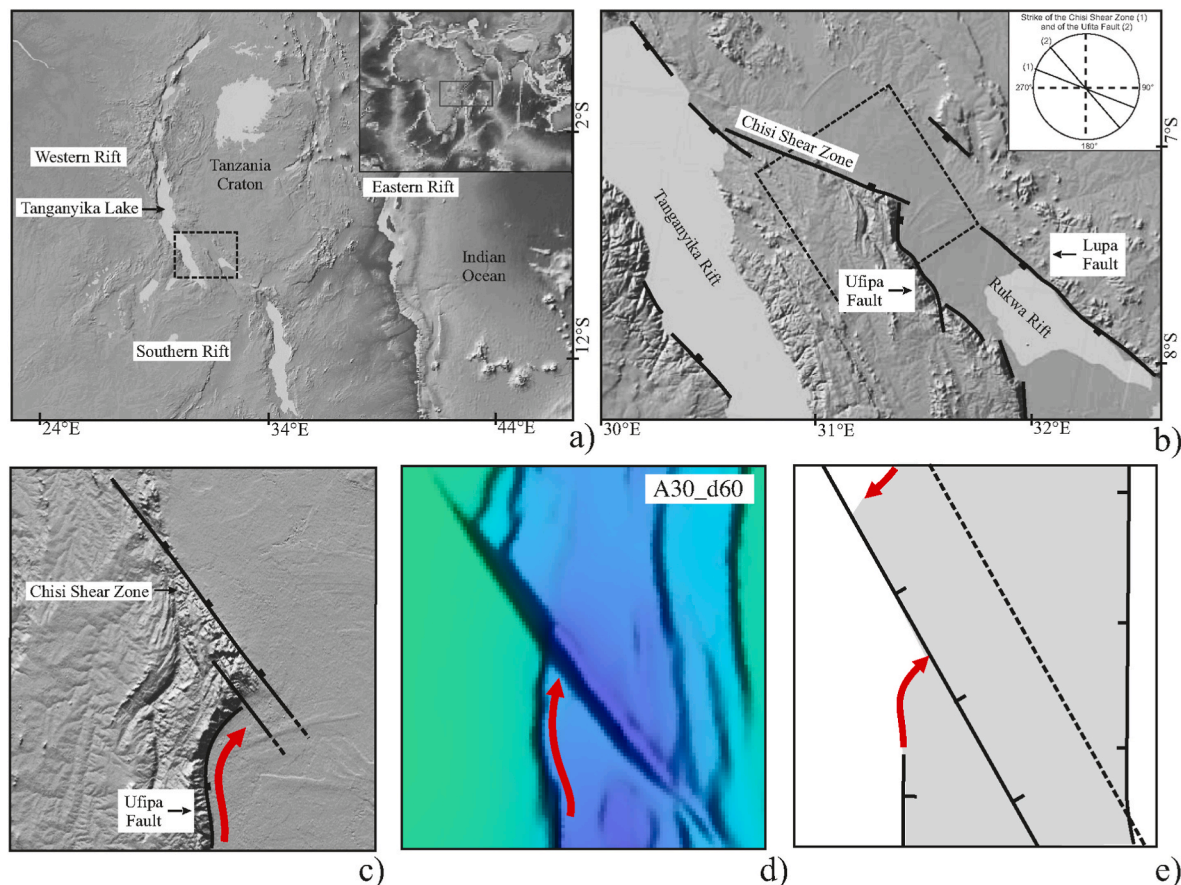 Western Rift
Tanganyika Lake
Tanzania
Craton
Eastern Rift
Indian
Ocean
Southern Rift
2°S
12°S
24°E
34°E
44°E
a)
Strike of the Chisi Shear Zone (1)
and of the Ufita Fault (2)
(2)
(1)
270°
90°
180°
Chisi Shear Zone
Tanganyika Rift
Ufipa
Fault
Lupa
Fault
Rukwa Rift
7°S
8°S
30°E
31°E
32°E
b)
Chisi Shear Zone
Ufipa
Fault
c)
A30_d60
d)
e)